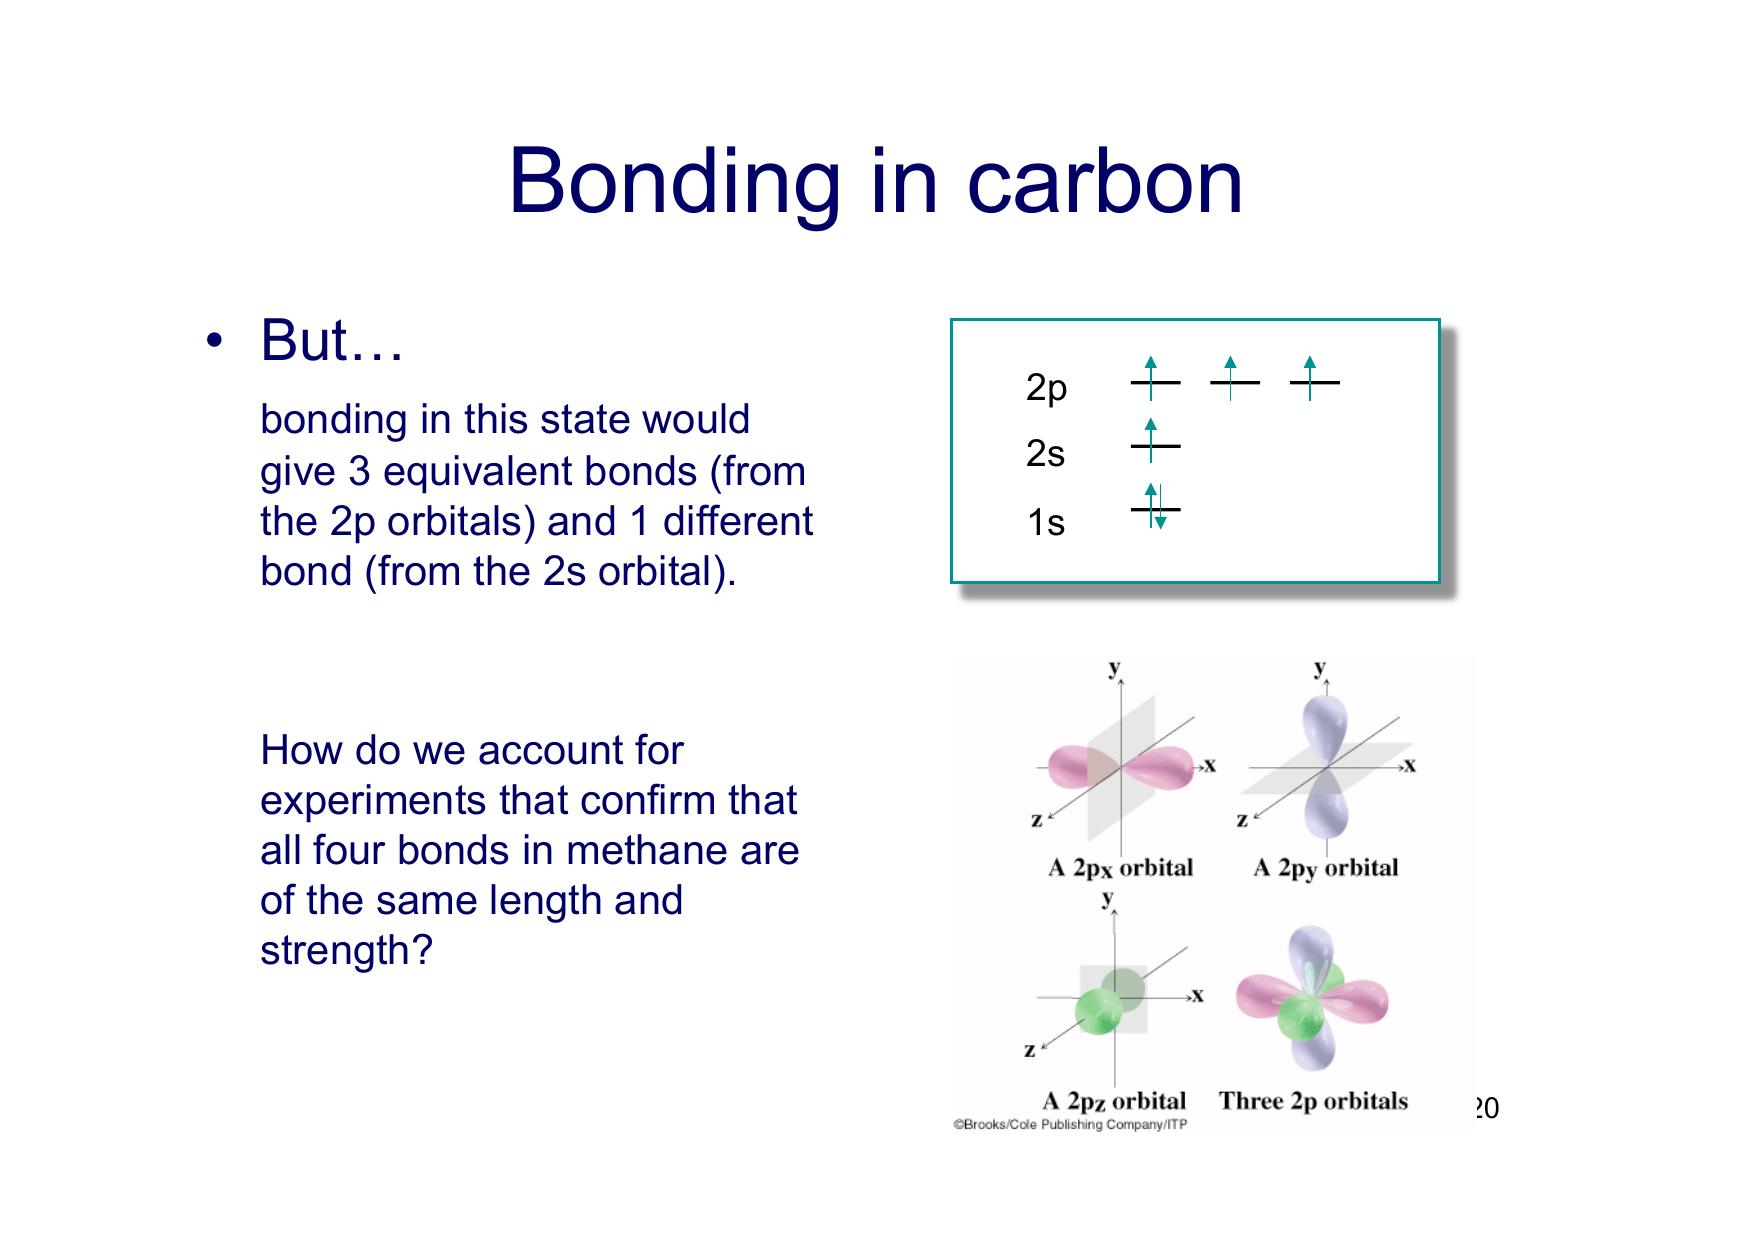 Bonding in carbon
• But…
bonding in this state would
give 3 equivalent bonds (from
the 2p orbitals) and 1 different
bond (from the 2s orbital).
How do we account for
experiments that confirm that
all four bonds in methane are
of the same length and
strength?
2p
2s
1s
y
x
z
A 2px orbital
y
x
z
A 2py orbital
y
x
z
A 2pz orbital
Three 2p orbitals
©Brooks/Cole Publishing Company/ITP
20